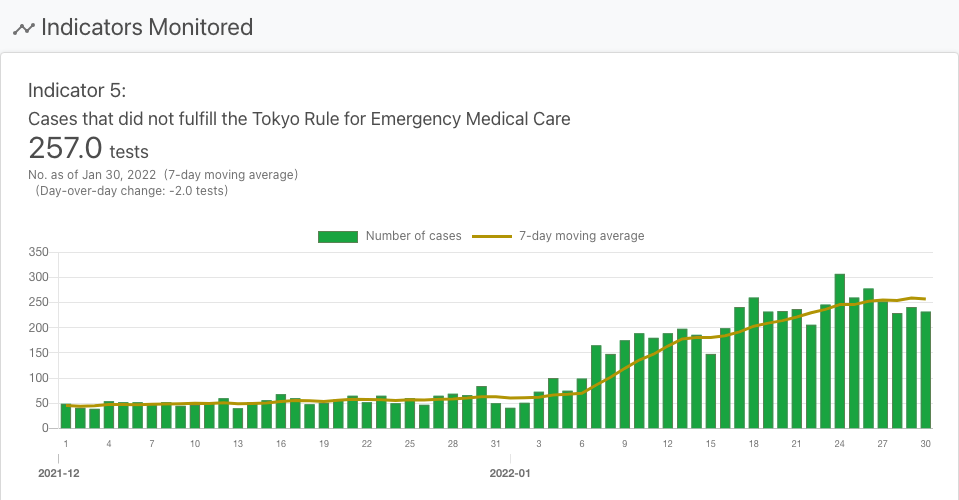 Indicators Monitored
Indicator 5:
Cases that did not fulfill the Tokyo Rule for Emergency Medical Care
257.0 tests
No. as of Jan 30, 2022 (7-day moving average)
(Day-over-day change: -2.0 tests)
Number of cases 7-day moving average
350
300
250
200
150
100
50
0
1 4 7 10 13 16 19 22 25 28 31 3 6 9 12 15 18 21 24 27 30
2021-12 2022-01